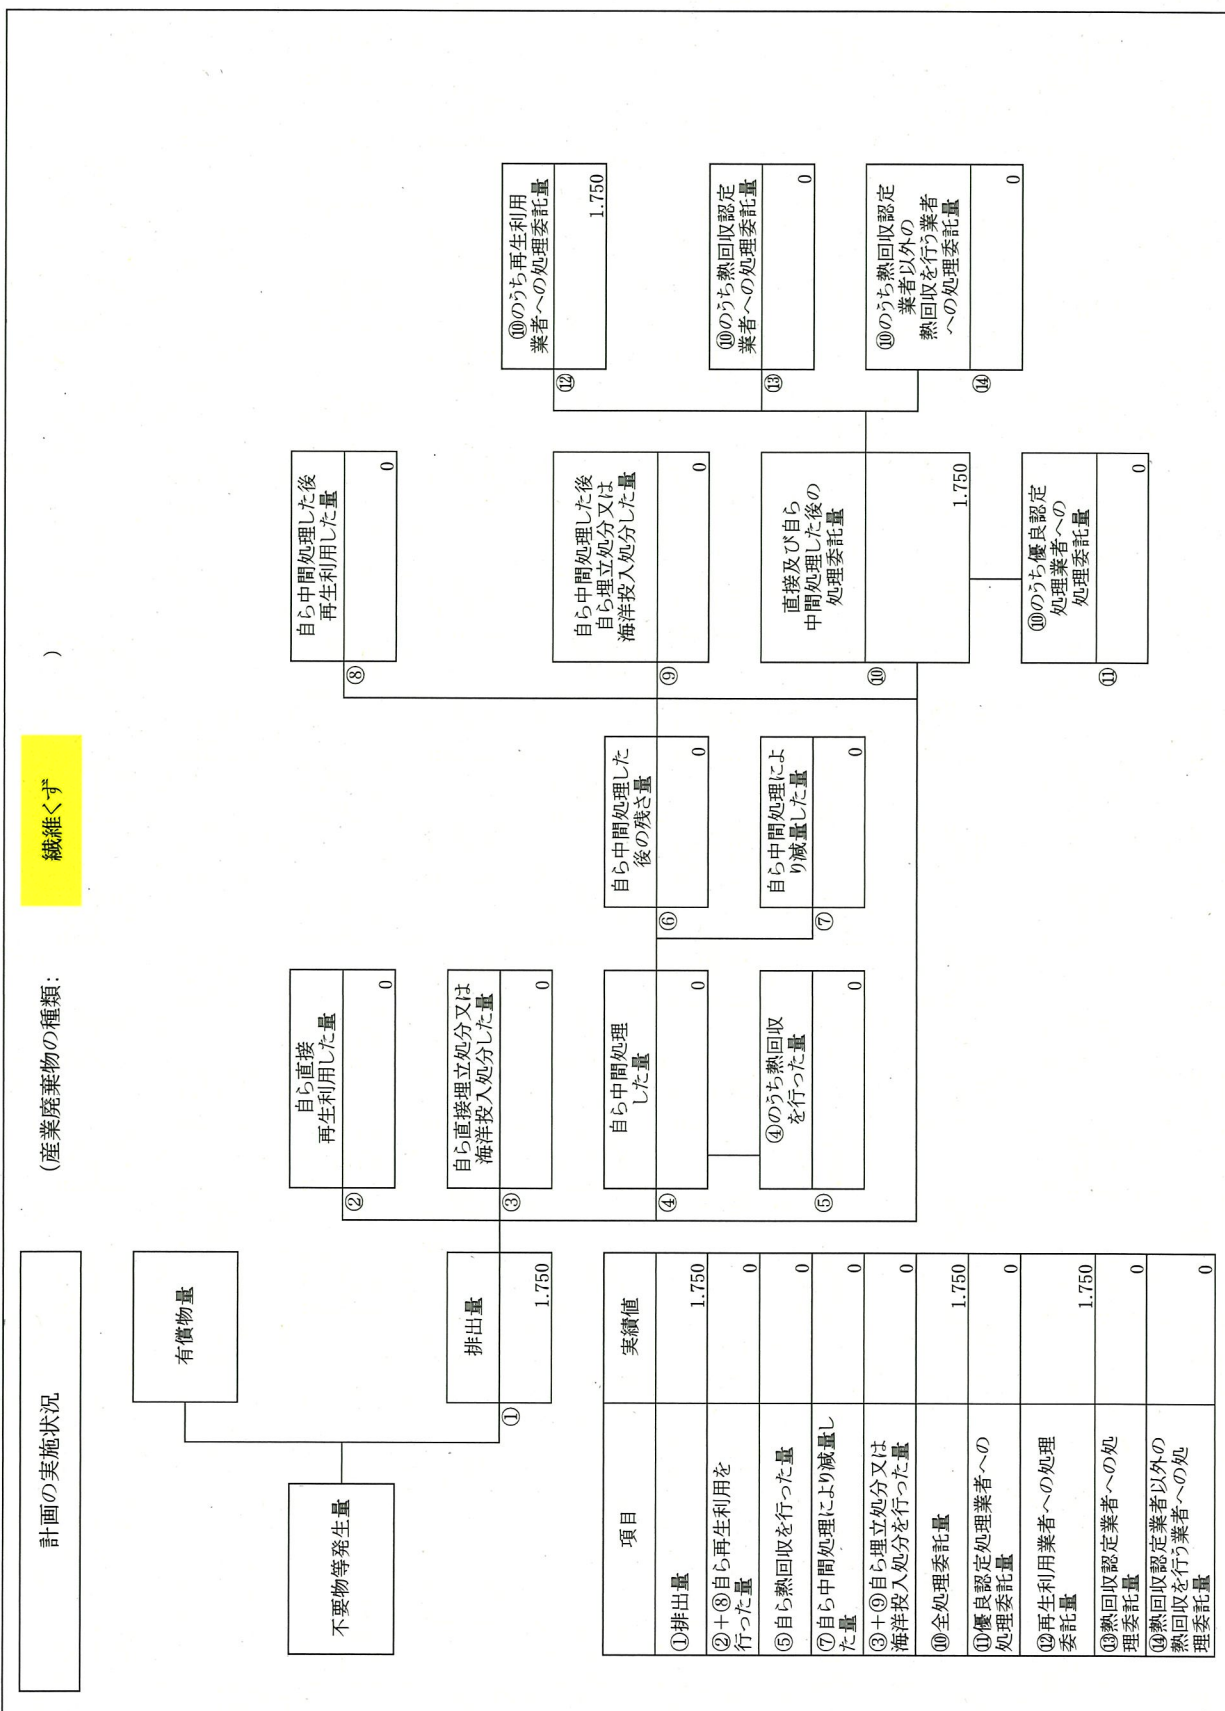 計画の実施状況
(産業廃棄物の種類:
繊維くず
)
不要物等発生量
有償物量
排出量
①
1.750
自ら直接
再生利用した量
②
0
自ら直接埋立処分又は
海洋投入処分した量
③
0
自ら中間処理
した量
④
0
④のうち熱回収
を行った量
⑤
0
自ら中間処理した
後の残さ量
⑥
0
自ら中間処理によ
り減量した量
⑦
0
自ら中間処理した後
再生利用した量
⑧
0
自ら中間処理した後
自ら埋立処分又は
海洋投入処分した量
⑨
0
直接及び自ら
中間処理した後の
処理委託量
⑩
1.750
⑩のうち優良認定
処理業者への
処理委託量
⑪
0
⑩のうち再生利用
業者への処理委託量
⑫
1.750
⑩のうち熱回収認定
業者への処理委託量
⑬
0
⑩のうち熱回収認定
業者以外の
熱回収を行う業者
への処理委託量
⑭
0
項目 実績値
①排出量 1.750
②+⑧自ら再生利用を
行った量 0
⑤自ら熱回収を行った量 0
⑦自ら中間処理により減量し
た量 0
③+⑨自ら埋立処分又は
海洋投入処分を行った量 0
⑩全処理委託量 1.750
⑪優良認定処理業者への
処理委託量 0
⑫再生利用業者への処理
委託量 1.750
⑬熱回収認定業者への処
理委託量 0
⑭熱回収認定業者以外の
熱回収を行う業者への処
理委託量 0